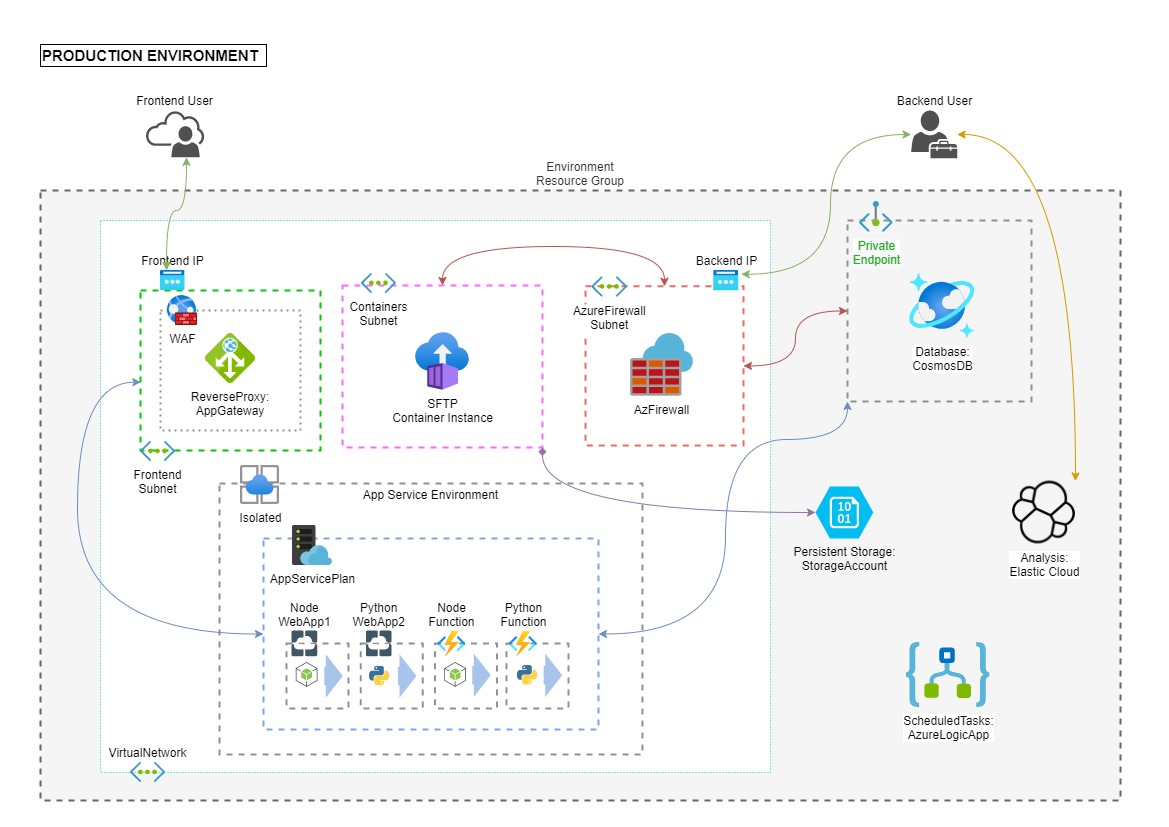 PRODUCTION ENVIRONMENT
Frontend User
Backend User
Environment
Resource Group
Frontend IP
WAF
ReverseProxy:
AppGateway
Frontend
Subnet
Containers
Subnet
SFTP
Container Instance
AzureFirewall
Subnet
Backend IP
AzFirewall
Private
Endpoint
Database:
CosmosDB
App Service Environment
Isolated
AppServicePlan
Node
WebApp1
Python
WebApp2
Node
Function
Python
Function
10
01
Persistent Storage:
StorageAccount
Analysis:
Elastic Cloud
ScheduledTasks:
AzureLogicApp
VirtualNetwork